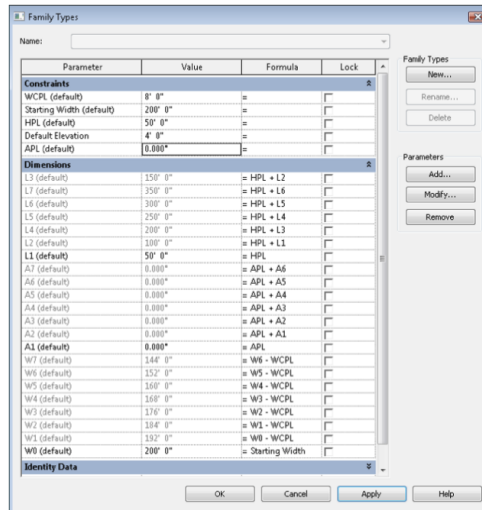 Family Types
Name:
Parameter Value Formula Lock
Constraints
WCPL (default) 8' 0" =
Starting Width (default) 200' 0" =
HPL (default) 50' 0" =
Default Elevation 4' 0" =
APL (default) 0.000° =
Dimensions
L3 (default) 150' 0" = HPL + L2
L7 (default) 350' 0" = HPL + L6
L6 (default) 300' 0" = HPL + L5
L5 (default) 250' 0" = HPL + L4
L4 (default) 200' 0" = HPL + L3
L2 (default) 100' 0" = HPL + L1
L1 (default) 50' 0" = HPL
A7 (default) 0.000° = APL + A6
A6 (default) 0.000° = APL + A5
A5 (default) 0.000° = APL + A4
A4 (default) 0.000° = APL + A3
A3 (default) 0.000° = APL + A2
A2 (default) 0.000° = APL + A1
A1 (default) 0.000° = APL
W7 (default) 144' 0" = W6 - WCPL
W6 (default) 152' 0" = W5 - WCPL
W5 (default) 160' 0" = W4 - WCPL
W4 (default) 168' 0" = W3 - WCPL
W3 (default) 176' 0" = W2 - WCPL
W2 (default) 184' 0" = W1 - WCPL
W1 (default) 192' 0" = W0 - WCPL
W0 (default) 200' 0" = Starting Width
Identity Data
Family Types
New...
Rename...
Delete
Parameters
Add...
Modify...
Remove
OK Cancel Apply Help